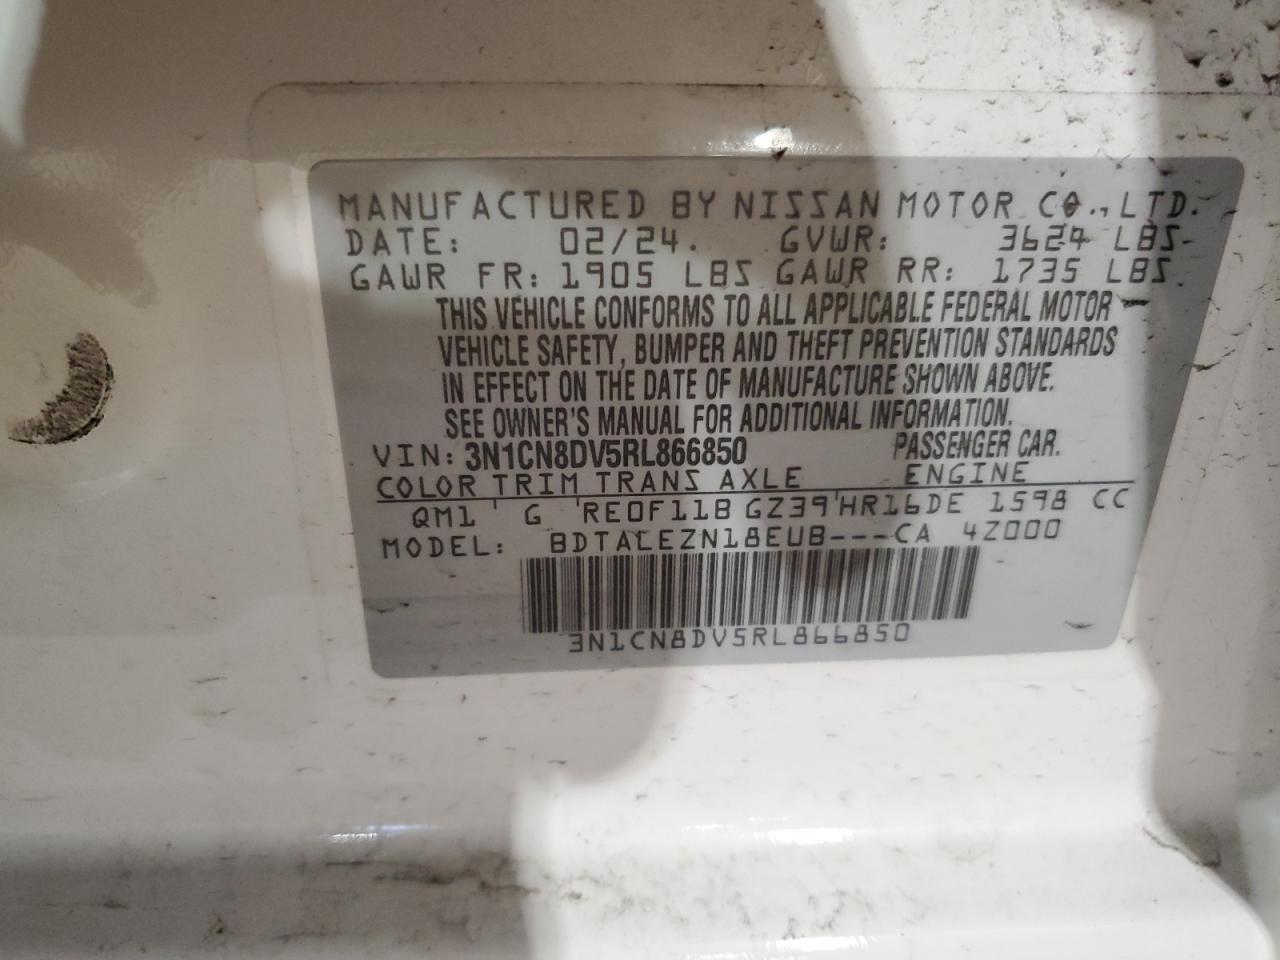 MANUFACTURED BY NISSAN MOTOR CO., LTD.
DATE: 02/24. GVWR: 3624 LBS
GAWR FR: 1905 LBS GAWR RR: 1735 LBS
THIS VEHICLE CONFORMS TO ALL APPLICABLE FEDERAL MOTOR
VEHICLE SAFETY, BUMPER AND THEFT PREVENTION STANDARDS
IN EFFECT ON THE DATE OF MANUFACTURE SHOWN ABOVE.
SEE OWNER'S MANUAL FOR ADDITIONAL INFORMATION.
VIN: 3N1CN8DV5RL866850 PASSENGER CAR.
COLOR TRIM TRANS AXLE ENGINE
QM1 ' G 'RE0F11B GZ39'HR16DE 1598 CC
MODEL: BDTALEZN18EUB---CA 4Z000
3N1CN8DV5RL866850